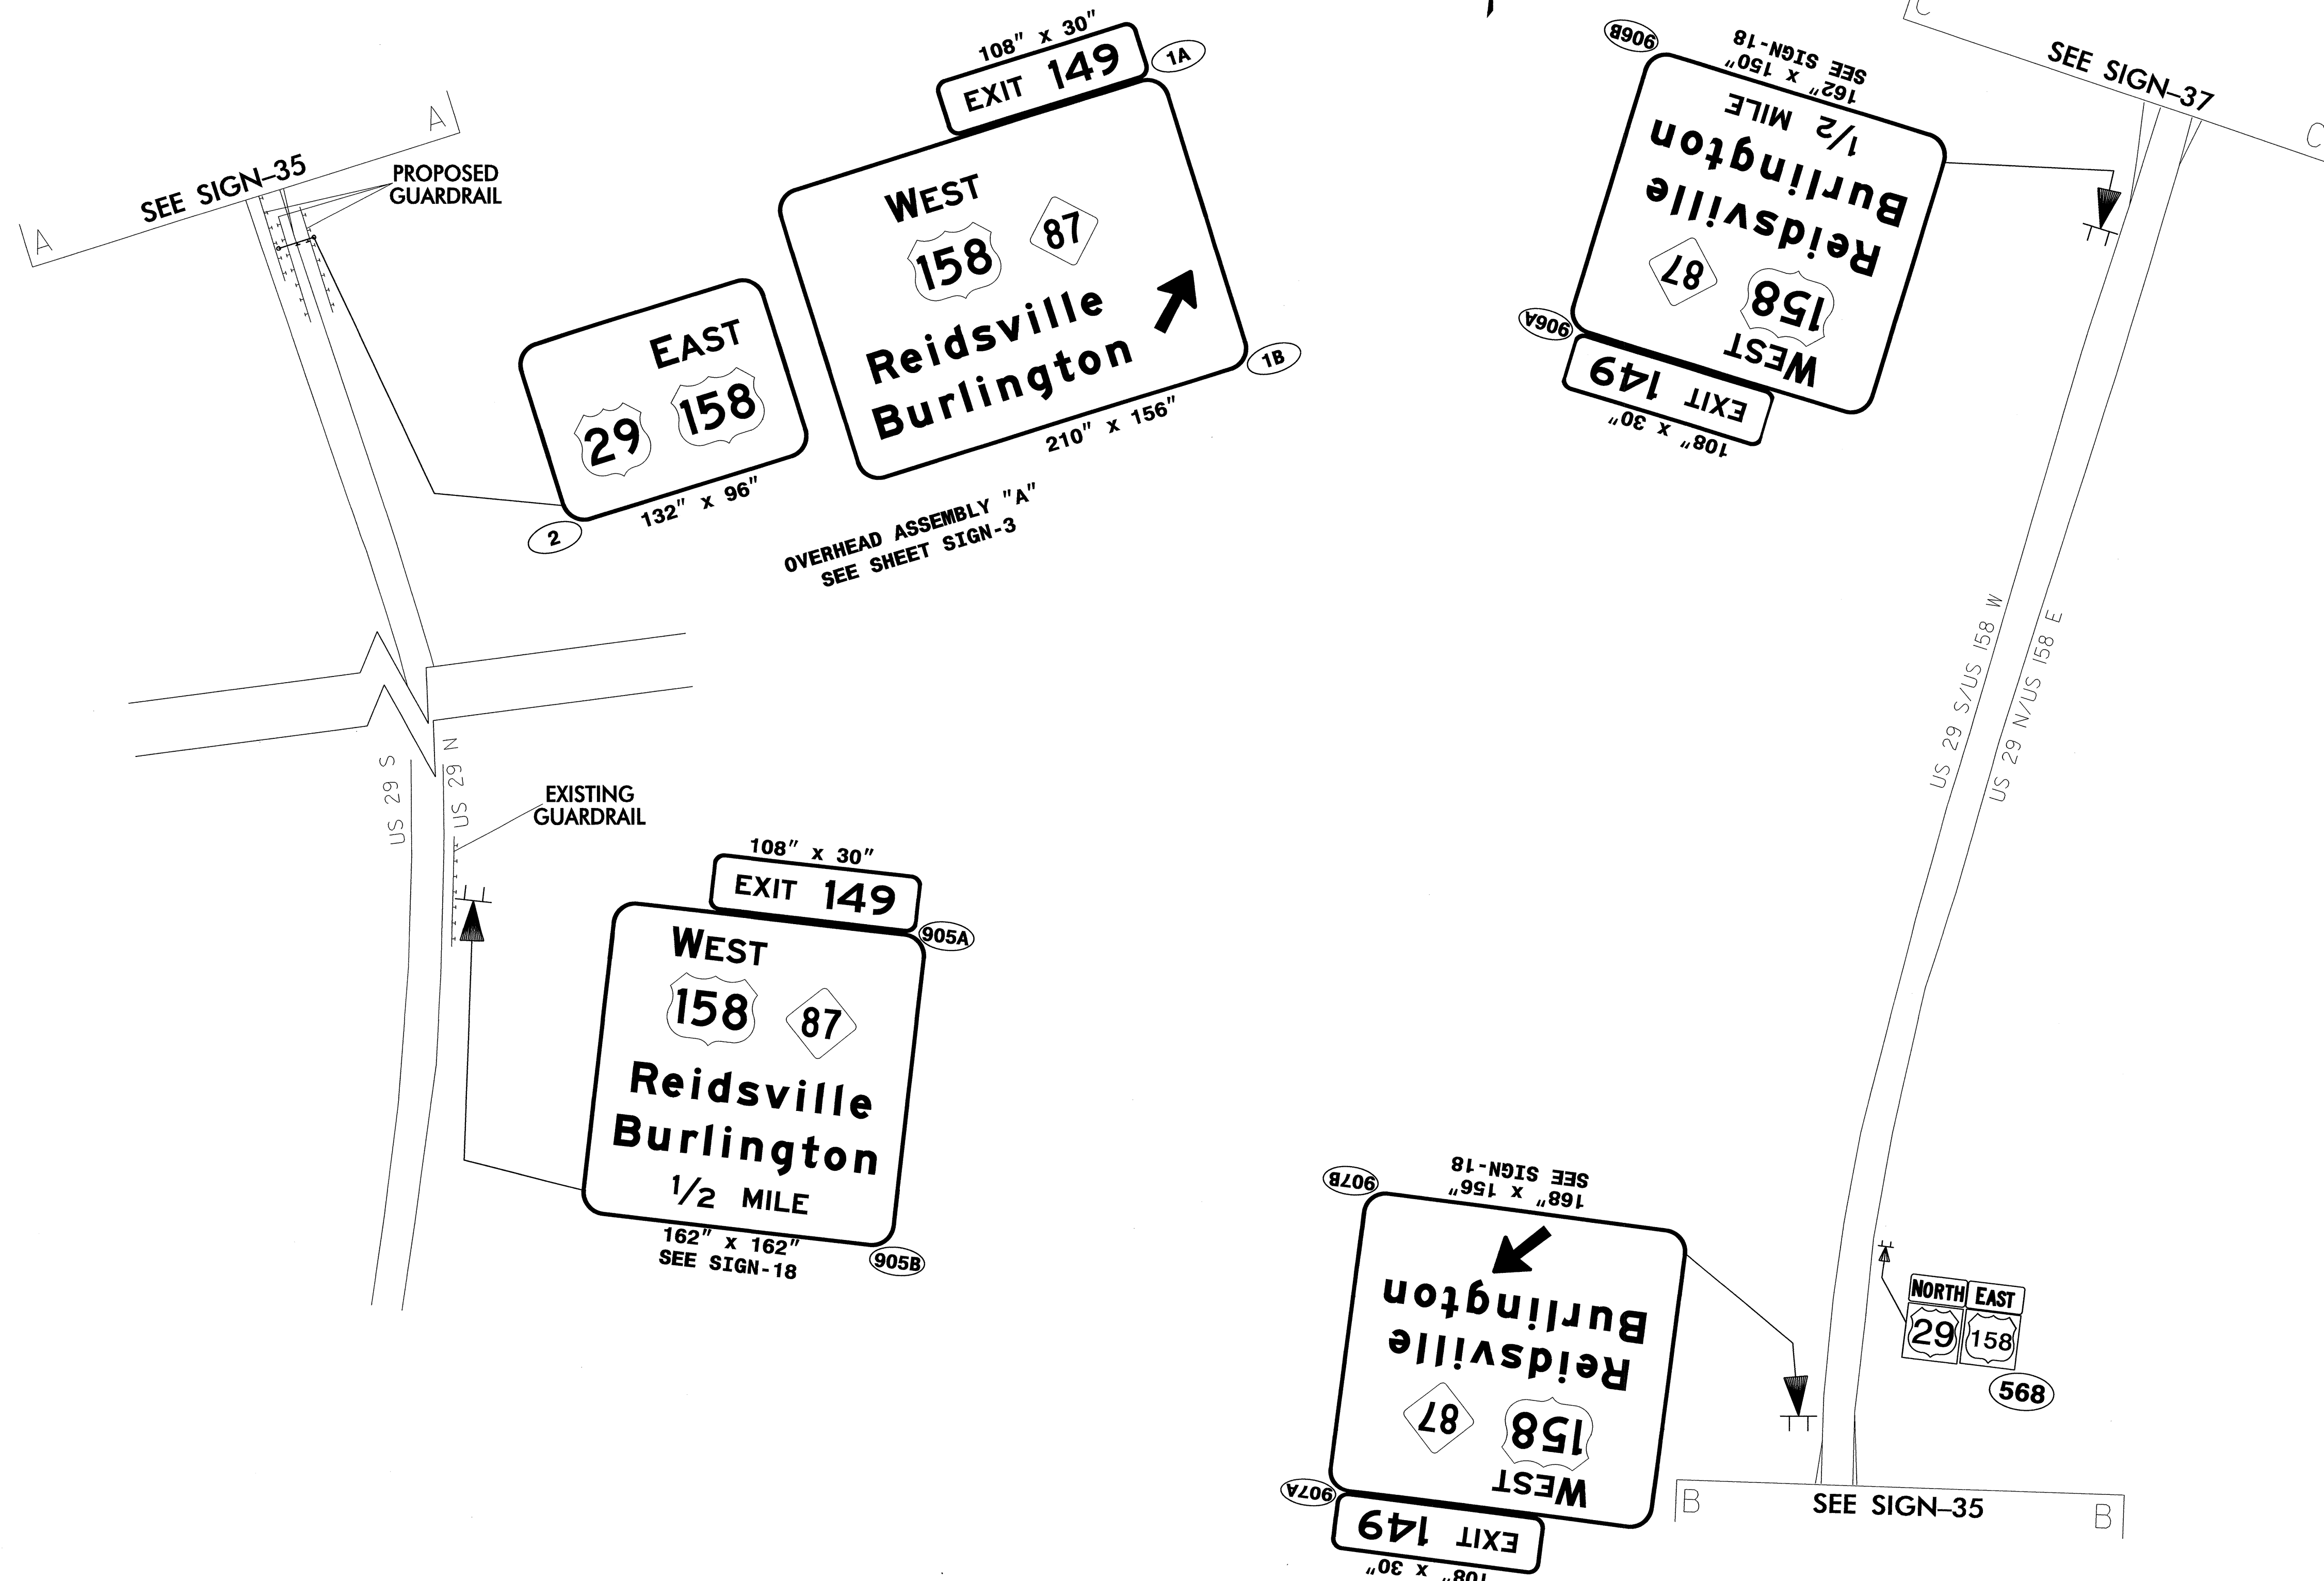 A
A
SEE SIGN–35
PROPOSED
GUARDRAIL
108" x 30"
EXIT 149
1A
WEST
158
87
Reidsville
Burlington
1B
210" x 156"
EAST
29
158
2
132" x 96"
OVERHEAD ASSEMBLY "A"
SEE SHEET SIGN-3
US 29 S
US 29 N
EXISTING
GUARDRAIL
108" x 30"
EXIT 149
905A
WEST
158
87
Reidsville
Burlington
1/2 MILE
162" x 162"
SEE SIGN-18
905B
C
C
SEE SIGN–37
108" x 30"
EXIT 149
906A
WEST
158
87
Reidsville
Burlington
1/2 MILE
162" x 150"
SEE SIGN-18
906B
US 29 S/US 158 W
US 29 N/US 158 E
108" x 30"
EXIT 149
907A
WEST
158
87
Reidsville
Burlington
168" x 156"
SEE SIGN-18
907B
NORTH EAST
29 158
568
B
B
SEE SIGN–35